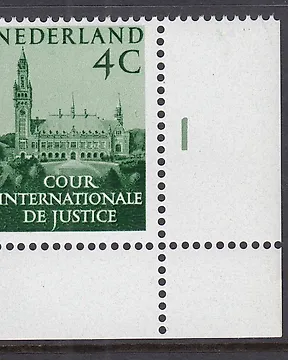 NEDERLAND
4C
COUR
INTERNATIONALE
DE JUSTICE